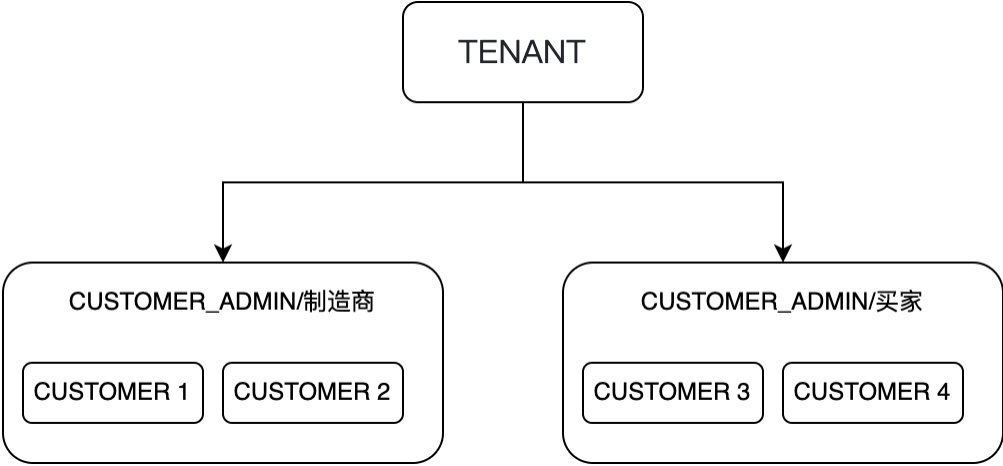 TENANT
CUSTOMER_ADMIN/制造商
CUSTOMER 1
CUSTOMER 2
CUSTOMER_ADMIN/买家
CUSTOMER 3
CUSTOMER 4